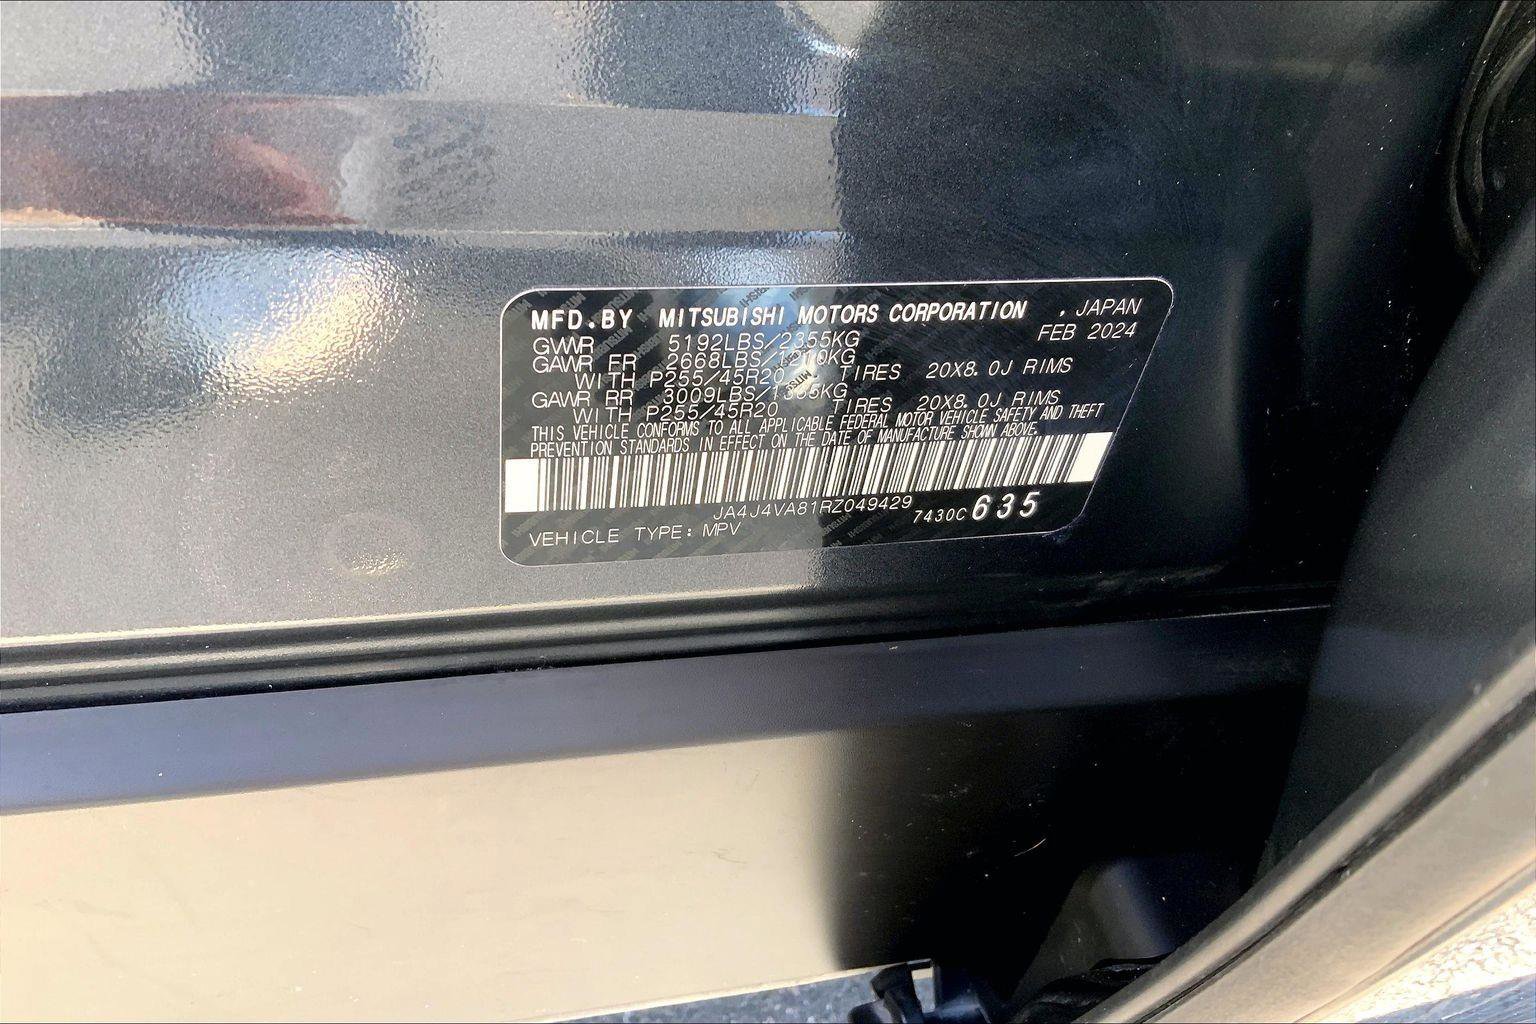 MFD.BY MITSUBISHI MOTORS CORPORATION , JAPAN
FEB 2024
GVWR 5192LBS/2355KG
GAWR FR 2668LBS/1210KG
WITH P255/45R20 TIRES 20X8.0J RIMS
GAWR RR 3009LBS/1365KG
WITH P255/45R20 TIRES 20X8.0J RIMS
THIS VEHICLE CONFORMS TO ALL APPLICABLE FEDERAL MOTOR VEHICLE SAFETY AND THEFT
PREVENTION STANDARDS IN EFFECT ON THE DATE OF MANUFACTURE SHOWN ABOVE.
JA4J4VA81RZ049429
7430C 635
VEHICLE TYPE: MPV